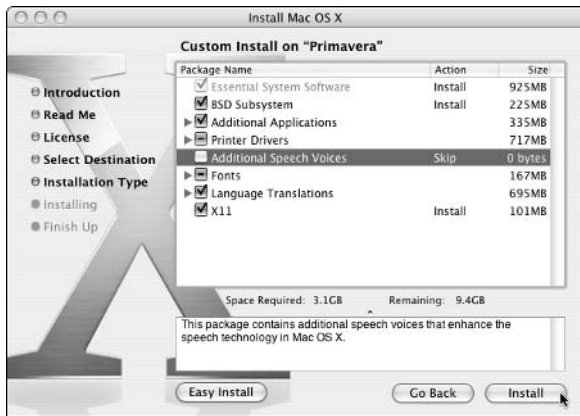 Install Mac OS X
Custom Install on “Primavera”
Introduction
Read Me
License
Select Destination
Installation Type
Installing
Finish Up
Package Name Action Size
Essential System Software Install 925MB
BSD Subsystem Install 225MB
Additional Applications 335MB
Printer Drivers 717MB
Additional Speech Voices Skip 0 bytes
Fonts 167MB
Language Translations 695MB
X11 Install 101MB
Space Required: 3.1GB Remaining: 9.4GB
This package contains additional speech voices that enhance the
speech technology in Mac OS X.
Easy Install Go Back Install